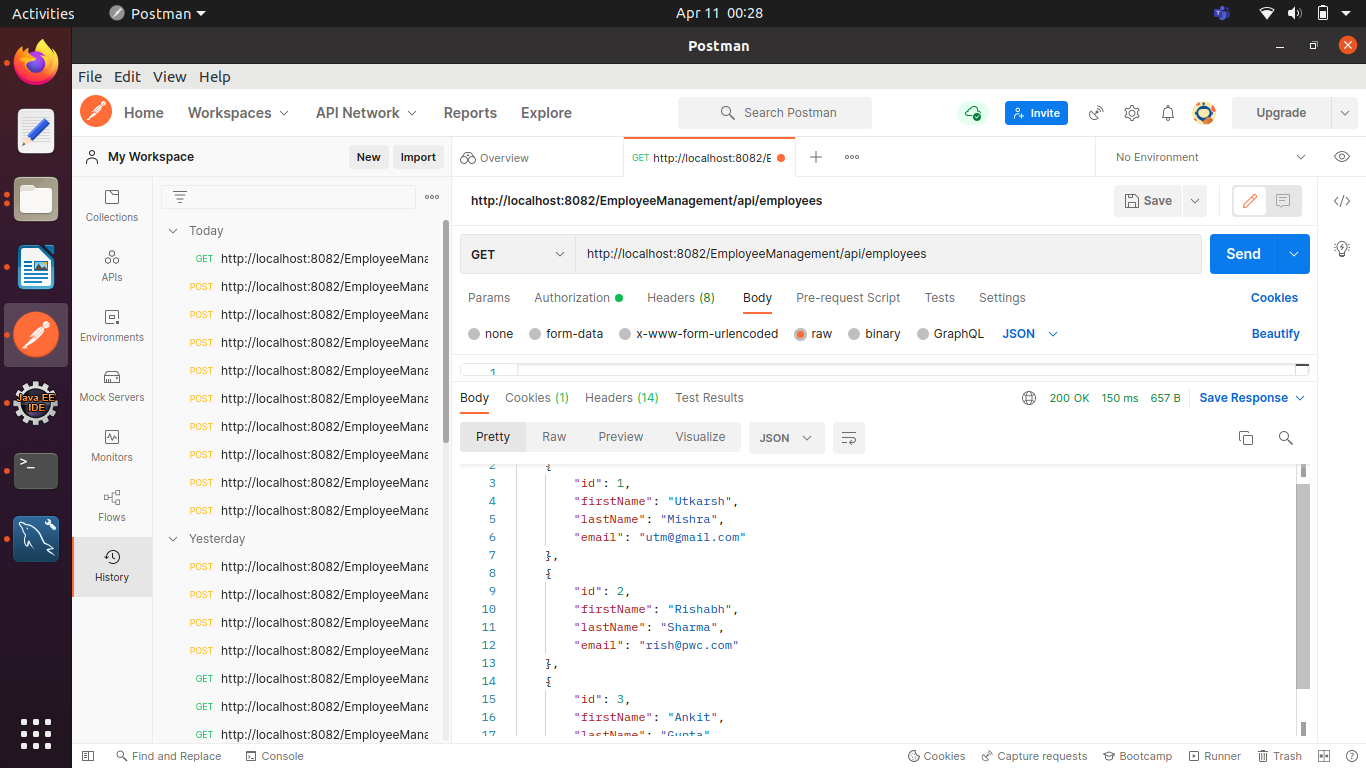 Activities Postman Apr 11 00:28
Postman
File Edit View Help
Home Workspaces API Network Reports Explore Search Postman Invite Upgrade
My Workspace New Import Overview GET http://localhost:8082/E No Environment
Collections
APIs
Environments
Mock Servers
Monitors
Flows
History
Today
GET http://localhost:8082/EmployeeMana
POST http://localhost:8082/EmployeeMana
POST http://localhost:8082/EmployeeMana
POST http://localhost:8082/EmployeeMana
POST http://localhost:8082/EmployeeMana
POST http://localhost:8082/EmployeeMana
POST http://localhost:8082/EmployeeMana
POST http://localhost:8082/EmployeeMana
POST http://localhost:8082/EmployeeMana
POST http://localhost:8082/EmployeeMana
Yesterday
POST http://localhost:8082/EmployeeMana
POST http://localhost:8082/EmployeeMana
POST http://localhost:8082/EmployeeMana
POST http://localhost:8082/EmployeeMana
GET http://localhost:8082/EmployeeMana
GET http://localhost:8082/EmployeeMana
GET http://localhost:8082/EmployeeMana
http://localhost:8082/EmployeeManagement/api/employees Save
GET http://localhost:8082/EmployeeManagement/api/employees Send
Params Authorization Headers (8) Body Pre-request Script Tests Settings Cookies
none form-data x-www-form-urlencoded raw binary GraphQL JSON Beautify
1
Body Cookies (1) Headers (14) Test Results 200 OK 150 ms 657 B Save Response
Pretty Raw Preview Visualize JSON
2 {
3 "id": 1,
4 "firstName": "Utkarsh",
5 "lastName": "Mishra",
6 "email": "utm@gmail.com"
7 },
8 {
9 "id": 2,
10 "firstName": "Rishabh",
11 "lastName": "Sharma",
12 "email": "rish@pwc.com"
13 },
14 {
15 "id": 3,
16 "firstName": "Ankit",
17 "lastName": "Gupta"
Java EE
IDE
Find and Replace Console Cookies Capture requests Bootcamp Runner Trash